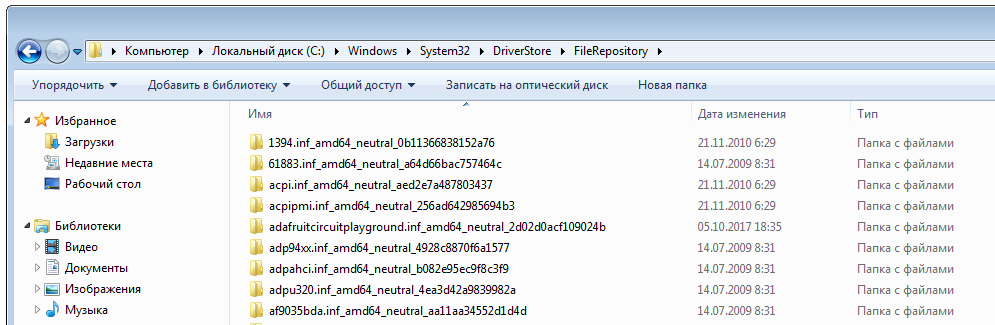 Компьютер ▸ Локальный диск (C:) ▸ Windows ▸ System32 ▸ DriverStore ▸ FileRepository ▸
Упорядочить Добавить в библиотеку Общий доступ Записать на оптический диск Новая папка
Избранное
Загрузки
Недавние места
Рабочий стол
Библиотеки
Видео
Документы
Изображения
Музыка
Имя Дата изменения Тип
1394.inf_amd64_neutral_0b11366838152a76 21.11.2010 6:29 Папка с файлами
61883.inf_amd64_neutral_a64d66bac757464c 14.07.2009 8:31 Папка с файлами
acpi.inf_amd64_neutral_aed2e7a487803437 21.11.2010 6:29 Папка с файлами
acpipmi.inf_amd64_neutral_256ad642985694b3 21.11.2010 6:29 Папка с файлами
adafruitcircuitplayground.inf_amd64_neutral_2d02d0acf109024b 05.10.2017 18:35 Папка с файлами
adp94xx.inf_amd64_neutral_4928c8870f6a1577 14.07.2009 8:31 Папка с файлами
adpahci.inf_amd64_neutral_b082e95ec9f8c3f9 14.07.2009 8:31 Папка с файлами
adpu320.inf_amd64_neutral_4ea3d42a9839982a 14.07.2009 8:31 Папка с файлами
af9035bda.inf_amd64_neutral_aa11aa34552d1d4d 14.07.2009 8:31 Папка с файлами